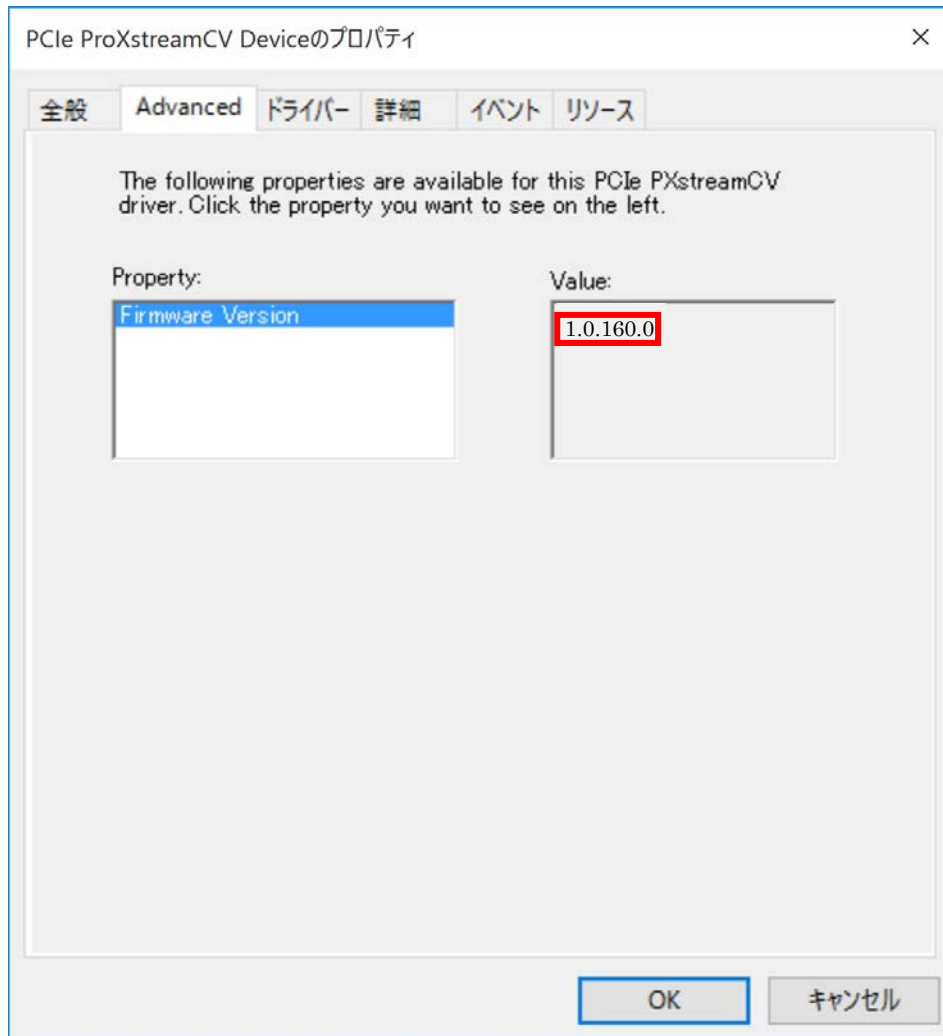 PCIe ProXstreamCV Deviceのプロパティ
全般 Advanced ドライバー 詳細 イベント リソース
The following properties are available for this PCIe PXstreamCV
driver. Click the property you want to see on the left.
Property:
Value:
Firmware Version
1.0.160.0
OK キャンセル